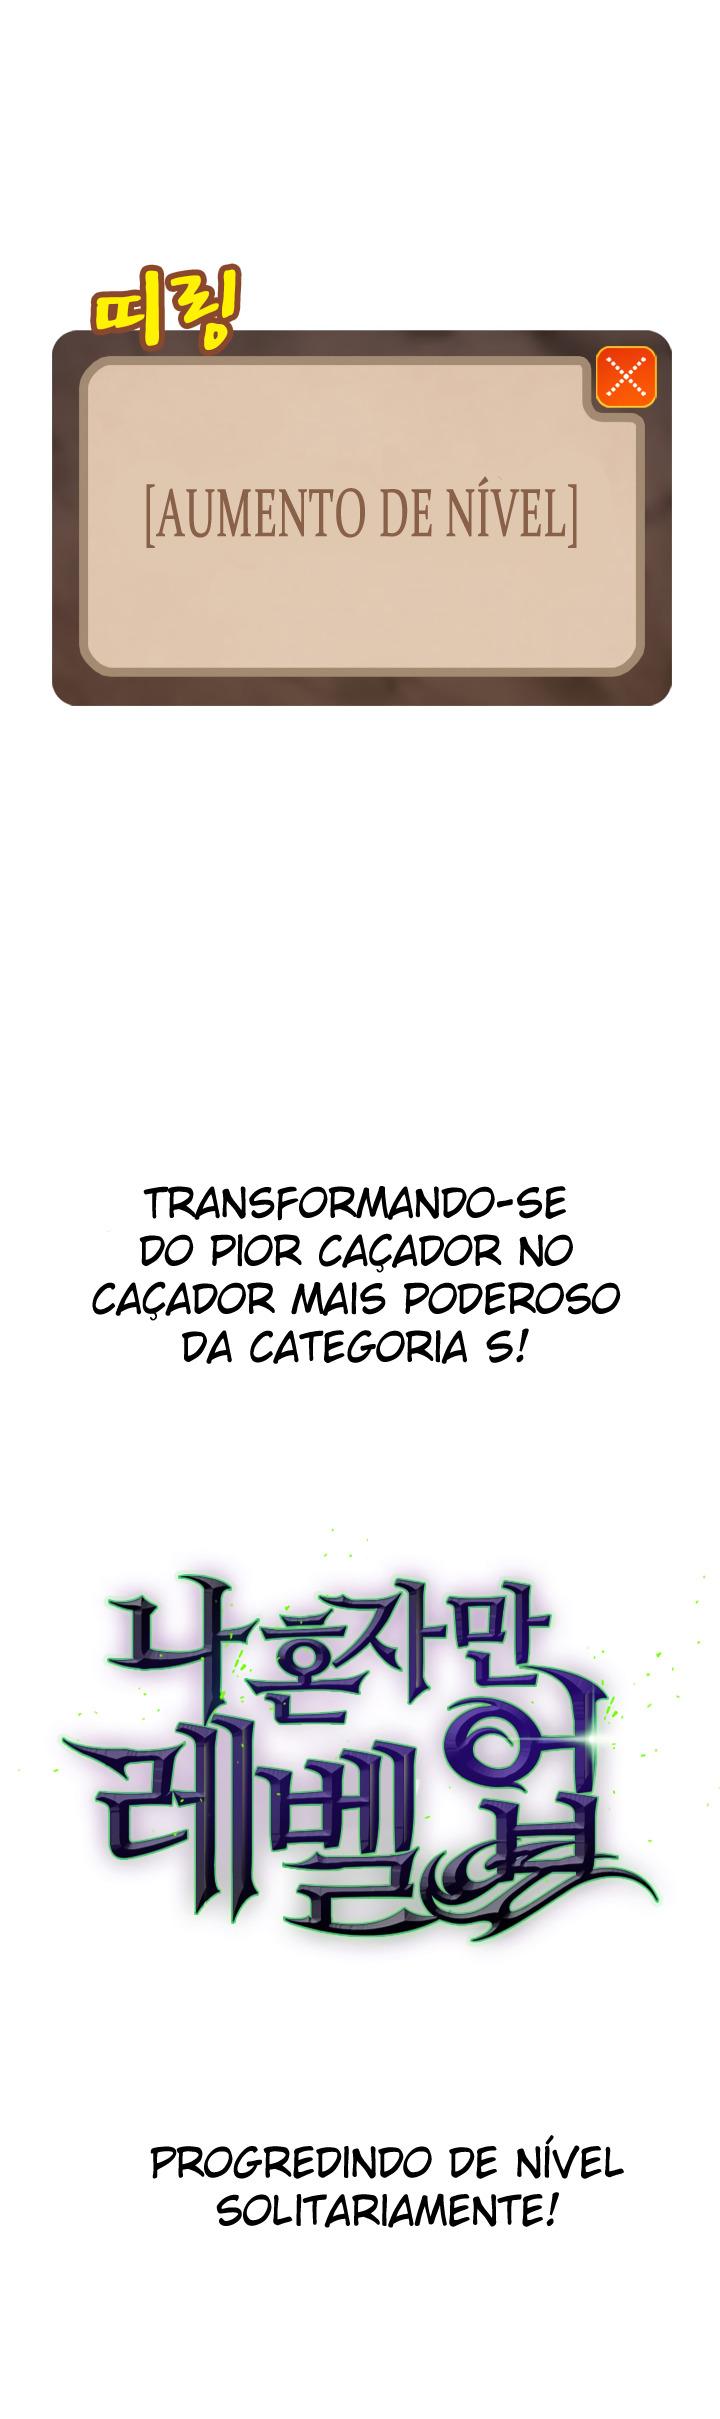 띠링
[AUMENTO DE NÍVEL]
TRANSFORMANDO-SE
DO PIOR CAÇADOR NO
CAÇADOR MAIS PODEROSO
DA CATEGORIA S!
나 혼자만
레벨업
PROGREDINDO DE NÍVEL
SOLITARIAMENTE!